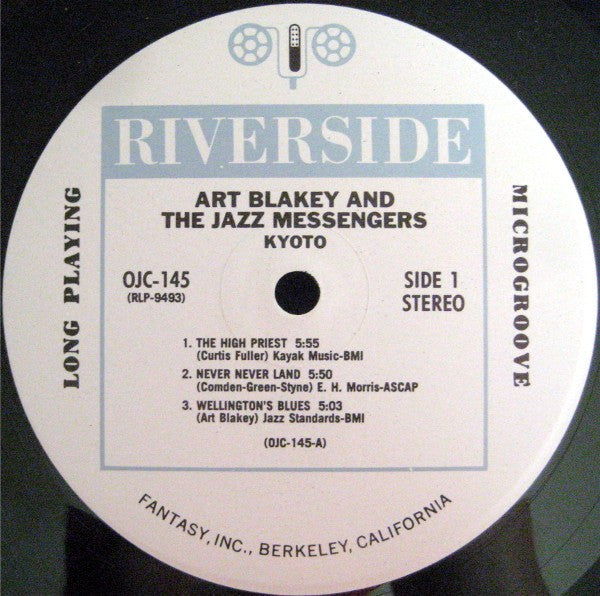 RIVERSIDE
ART BLAKEY AND
THE JAZZ MESSENGERS
KYOTO
LONG PLAYING
MICROGROOVE
OJC-145
(RLP-9493)
SIDE 1
STEREO
1. THE HIGH PRIEST 5:55
(Curtis Fuller) Kayak Music-BMI
2. NEVER NEVER LAND 5:50
(Comden-Green-Styne) E. H. Morris-ASCAP
3. WELLINGTON'S BLUES 5:03
(Art Blakey) Jazz Standards-BMI
(OJC-145-A)
FANTASY, INC., BERKELEY, CALIFORNIA